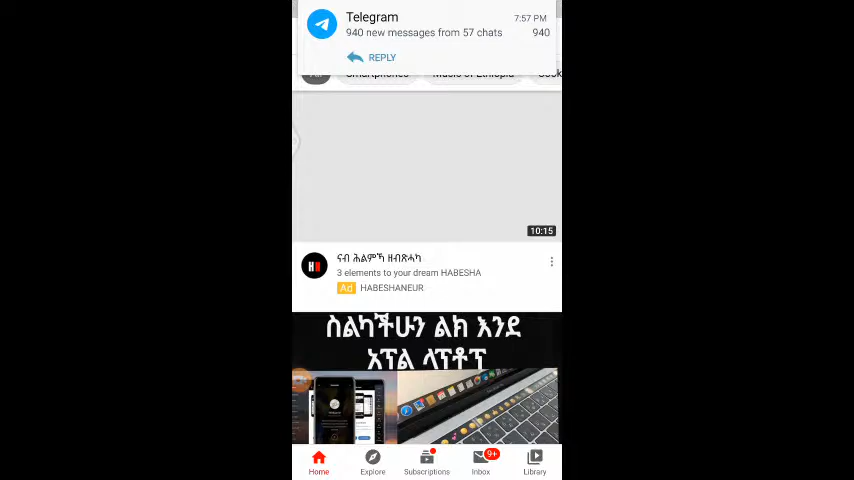 Telegram
7:57 PM
940 new messages from 57 chats
940
REPLY
Smartphones
Music of Ethiopia
10:15
ናብ ሕልምኻ ዘብጽሓካ
3 elements to your dream HABESHA
Ad HABESHANEUR
ስልካችሁን ልክ እንደ
አፕል ላፕቶፕ
Home
Explore
Subscriptions
9+
Inbox
Library